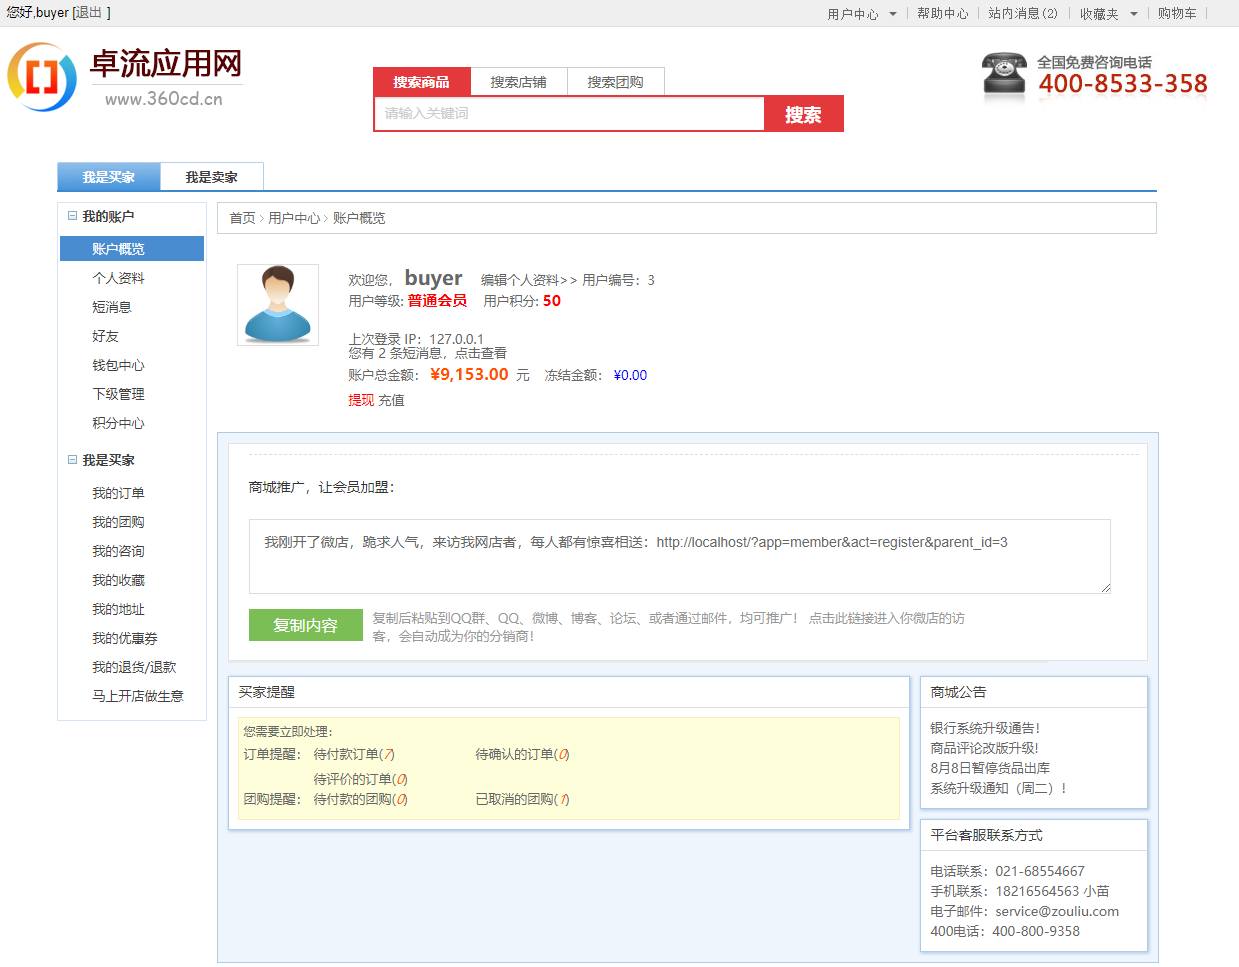 您好,buyer [退出 ]
用户中心 帮助中心 站内消息(2) 收藏夹 购物车
卓流应用网
www.360cd.cn
搜索商品 搜索店铺 搜索团购
请输入关键词 搜索
全国免费咨询电话
400-8533-358
我是买家 我是卖家
我的账户
账户概览
个人资料
短消息
好友
钱包中心
下级管理
积分中心
我是买家
我的订单
我的团购
我的咨询
我的收藏
我的地址
我的优惠券
我的退货/退款
马上开店做生意
首页 > 用户中心 > 账户概览
欢迎您， buyer 编辑个人资料>> 用户编号：3
用户等级: 普通会员 用户积分: 50
上次登录 IP：127.0.0.1
您有 2 条短消息，点击查看
账户总金额： ¥9,153.00 元 冻结金额： ¥0.00
提现 充值
商城推广，让会员加盟：
我刚开了微店，跪求人气，来访我网店者，每人都有惊喜相送：http://localhost/?app=member&act=register&parent_id=3
复制内容
复制后粘贴到QQ群、QQ、微博、博客、论坛、或者通过邮件，均可推广！ 点击此链接进入你微店的访
客，会自动成为你的分销商！
买家提醒
您需要立即处理：
订单提醒： 待付款订单(7) 待确认的订单(0)
待评价的订单(0)
团购提醒： 待付款的团购(0) 已取消的团购(1)
商城公告
银行系统升级通告！
商品评论改版升级!
8月8日暂停货品出库
系统升级通知（周二）！
平台客服联系方式
电话联系：021-68554667
手机联系：18216564563 小苗
电子邮件：service@zouliu.com
400电话：400-800-9358